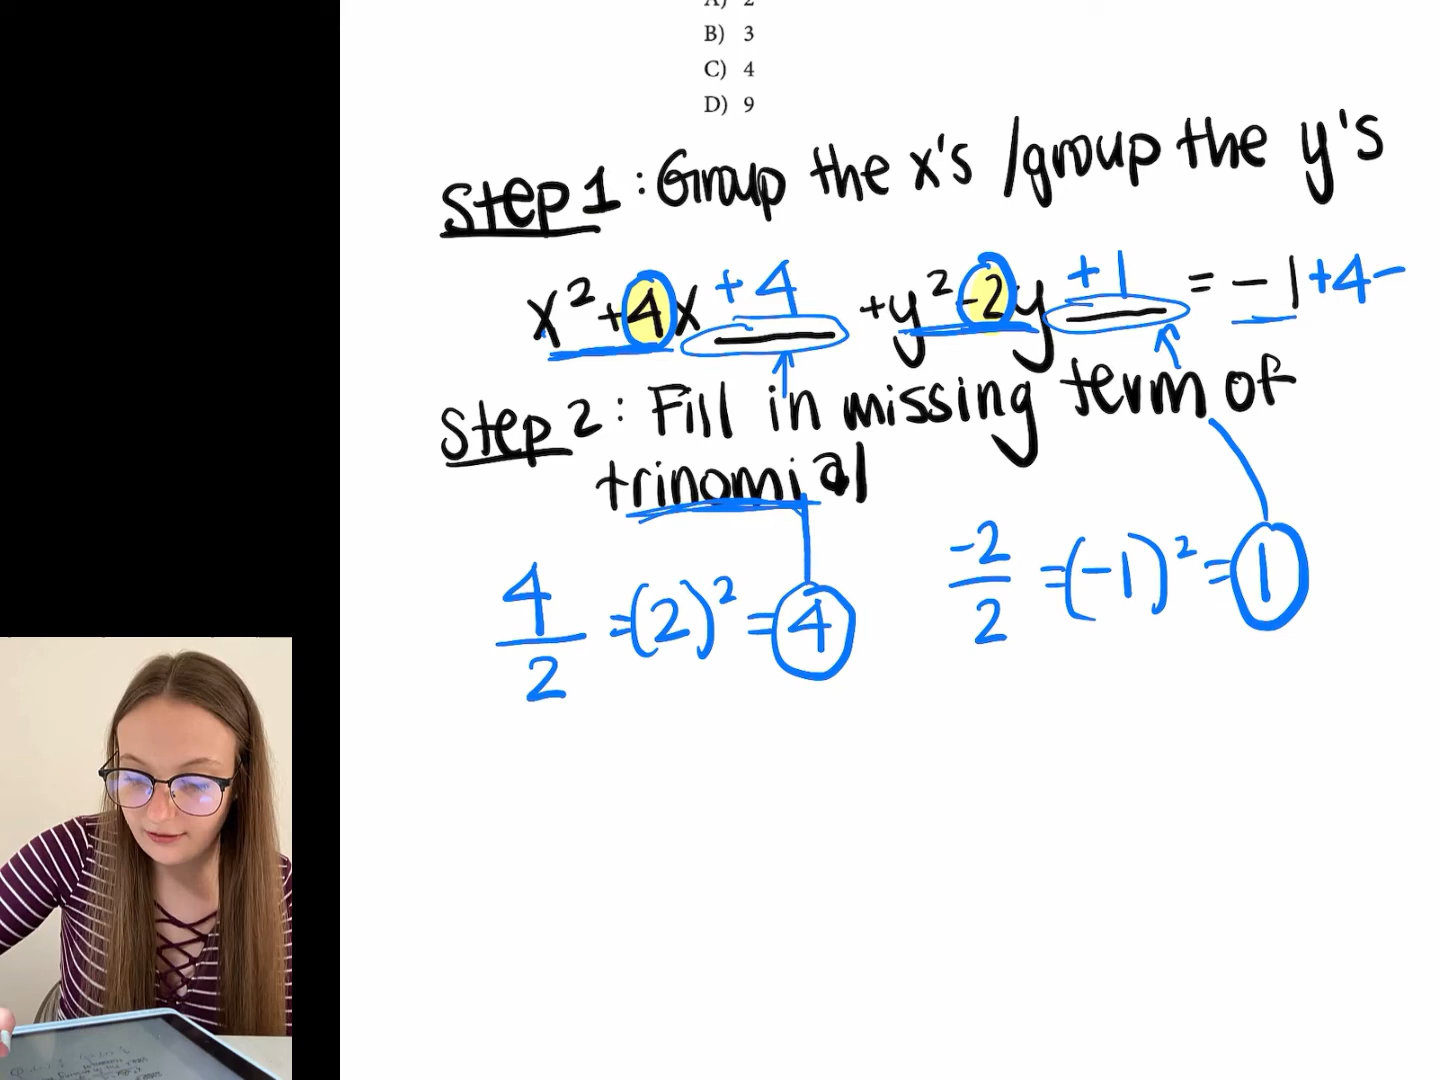 A) 2
B) 3
C) 4
D) 9
step 1: Group the x's /group the y's
x² +4x +4 +y² -2y +1 = -1 +4 -
step 2: Fill in missing term of
trinomial
4/2 =(2)² = 4
-2/2 =(-1)² = 1